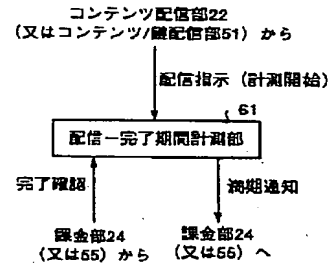 コンテンツ配信部22
(又はコンテンツ/鍵配信部51) から
配信指示 (計測開始)
61
配信ー完了期間計測部
完了確認
満期通知
課金部24
(又は55) から
課金部24
(又は55) へ